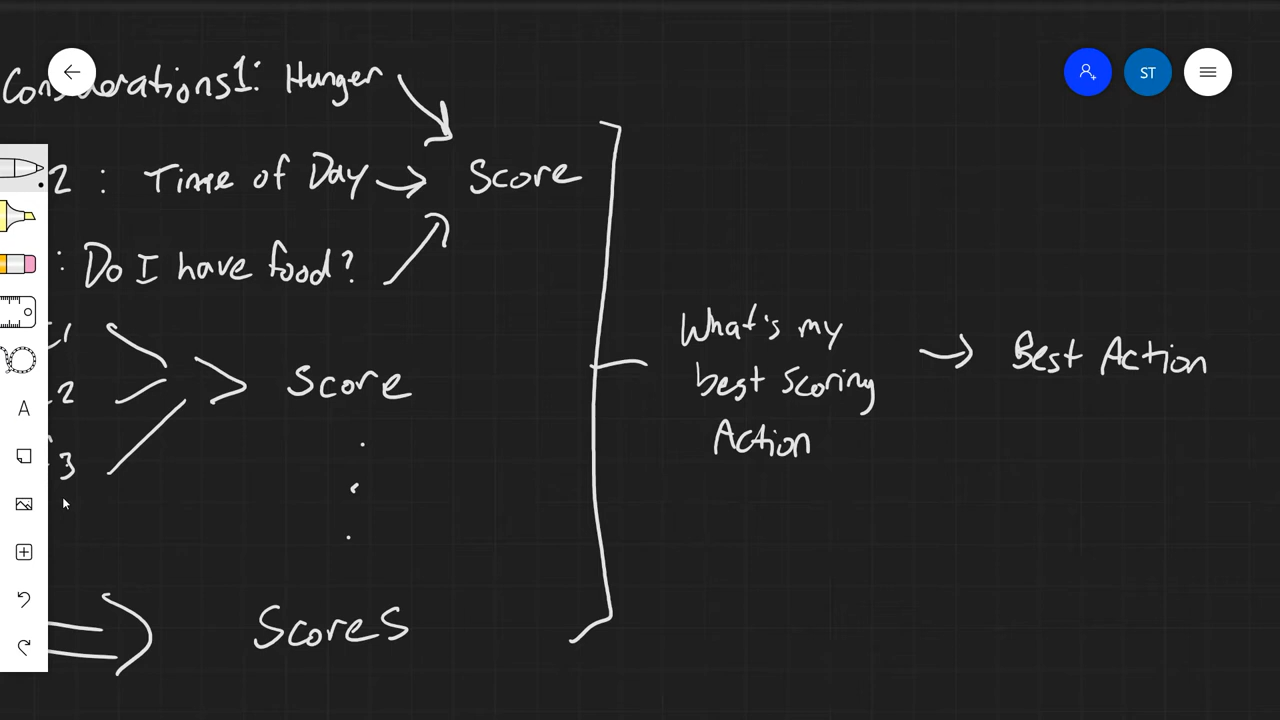 Considerations1: Hunger
2 : Time of Day → Score
: Do I have food?
1
2
3
Score
Scores
What's my
best scoring
Action
→ Best Action
ST
A